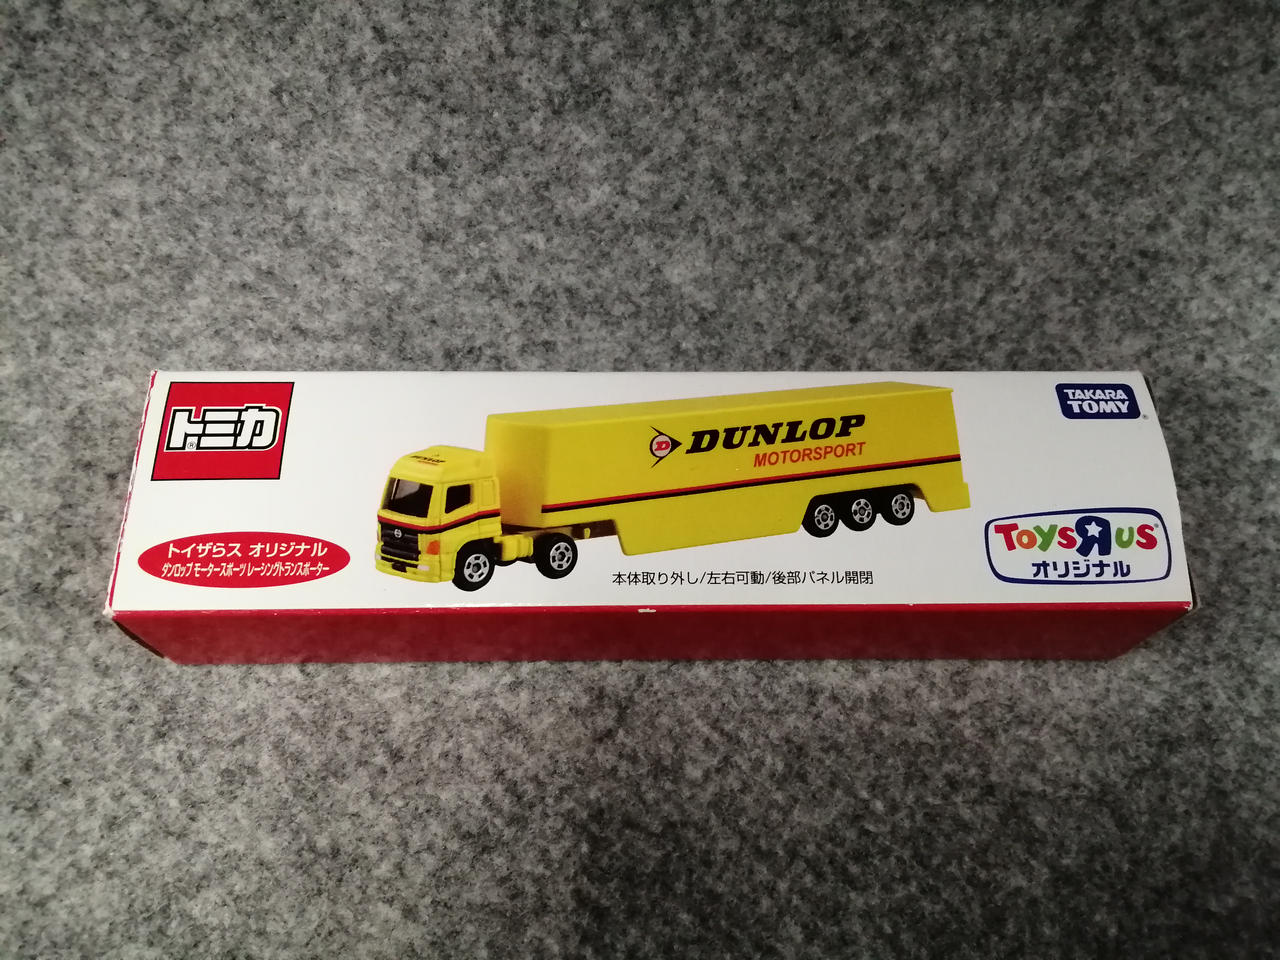 トミカ
®
トイザらス オリジナル
ダンロップ モータースポーツ レーシングトランスポーター
DUNLOP
D DUNLOP
MOTORSPORT
本体取り外し/左右可動/後部パネル開閉
TAKARA
TOMY
®
TOYSЯUS
®
オリジナル